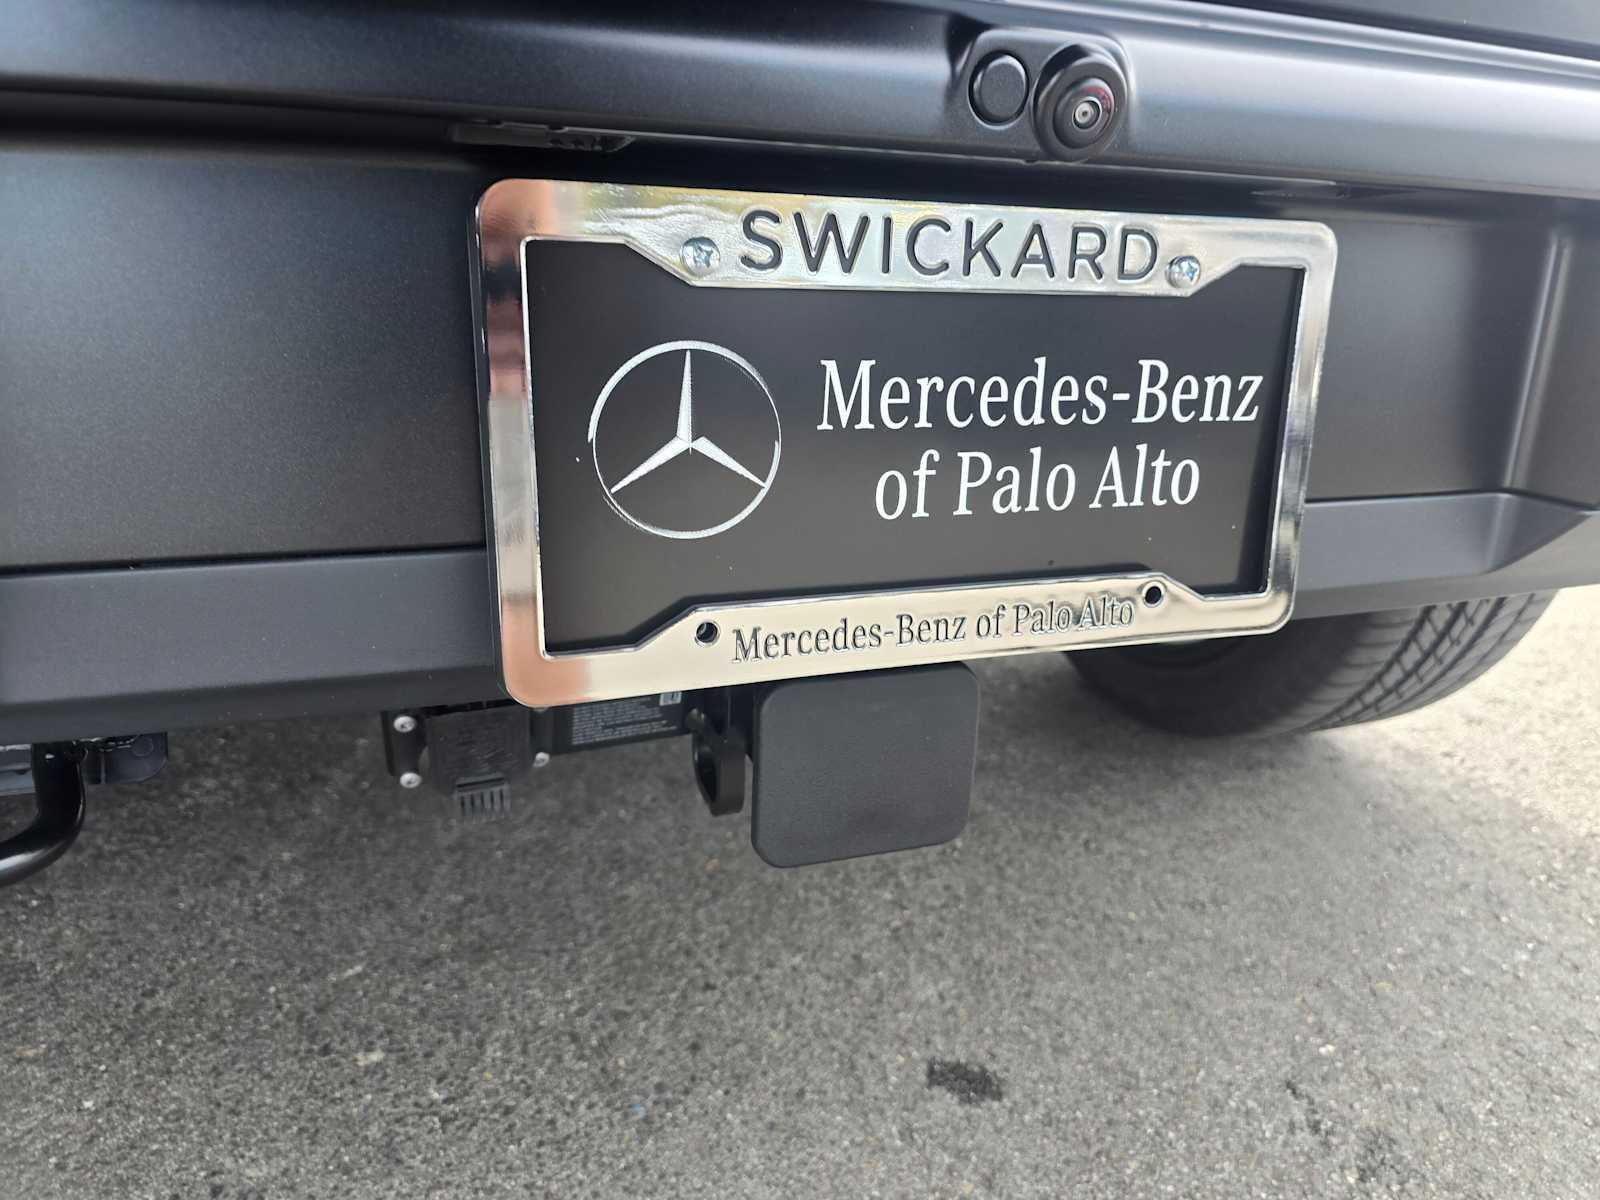 SWICKARD
Mercedes-Benz
of Palo Alto
Mercedes-Benz of Palo Alto